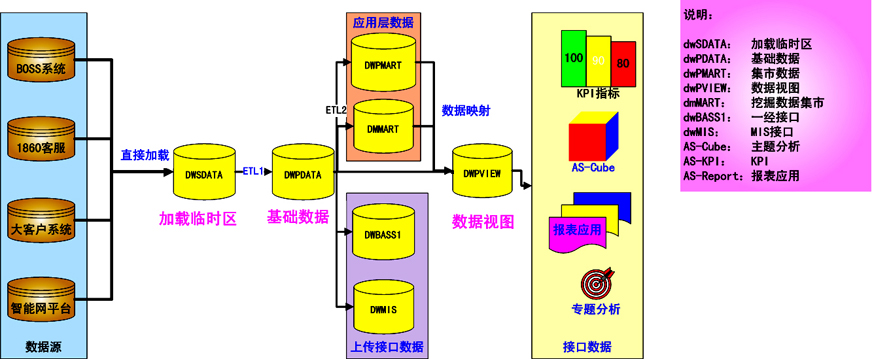 BOSS系统
1860客服
大客户系统
智能网平台
数据源
直接加载
DWSDATA
加载临时区
ETL1
DWPDATA
基础数据
应用层数据
DWPMART
ETL2
DMMART
数据映射
DWBASS1
DWMIS
上传接口数据
DWPVIEW
数据视图
100
90
80
KPI指标
AS-Cube
报表应用
专题分析
接口数据
说明：
dwSDATA： 加载临时区
dwPDATA： 基础数据
dwPMART： 集市数据
dwPVIEW： 数据视图
dmMART： 挖掘数据集市
dwBASS1： 一经接口
dwMIS： MIS接口
AS-Cube： 主题分析
AS-KPI： KPI
AS-Report：报表应用